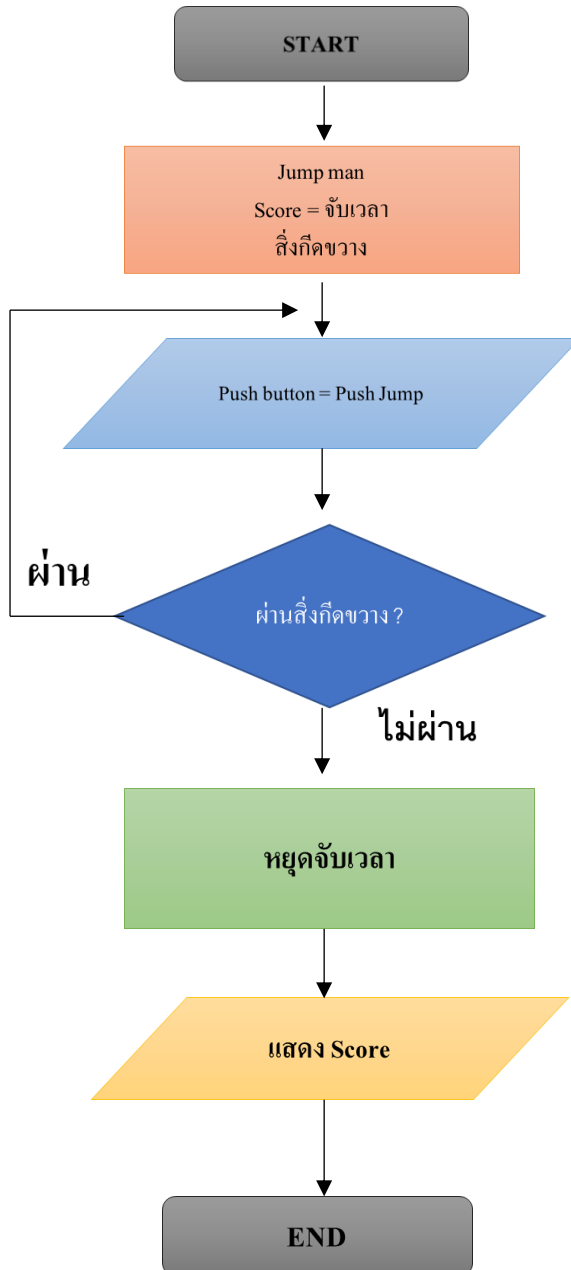 START
Jump man
Score = จับเวลา
สิ่งกีดขวาง
Push button = Push Jump
ผ่าน
ผ่านสิ่งกีดขวาง ?
ไม่ผ่าน
หยุดจับเวลา
แสดง Score
END